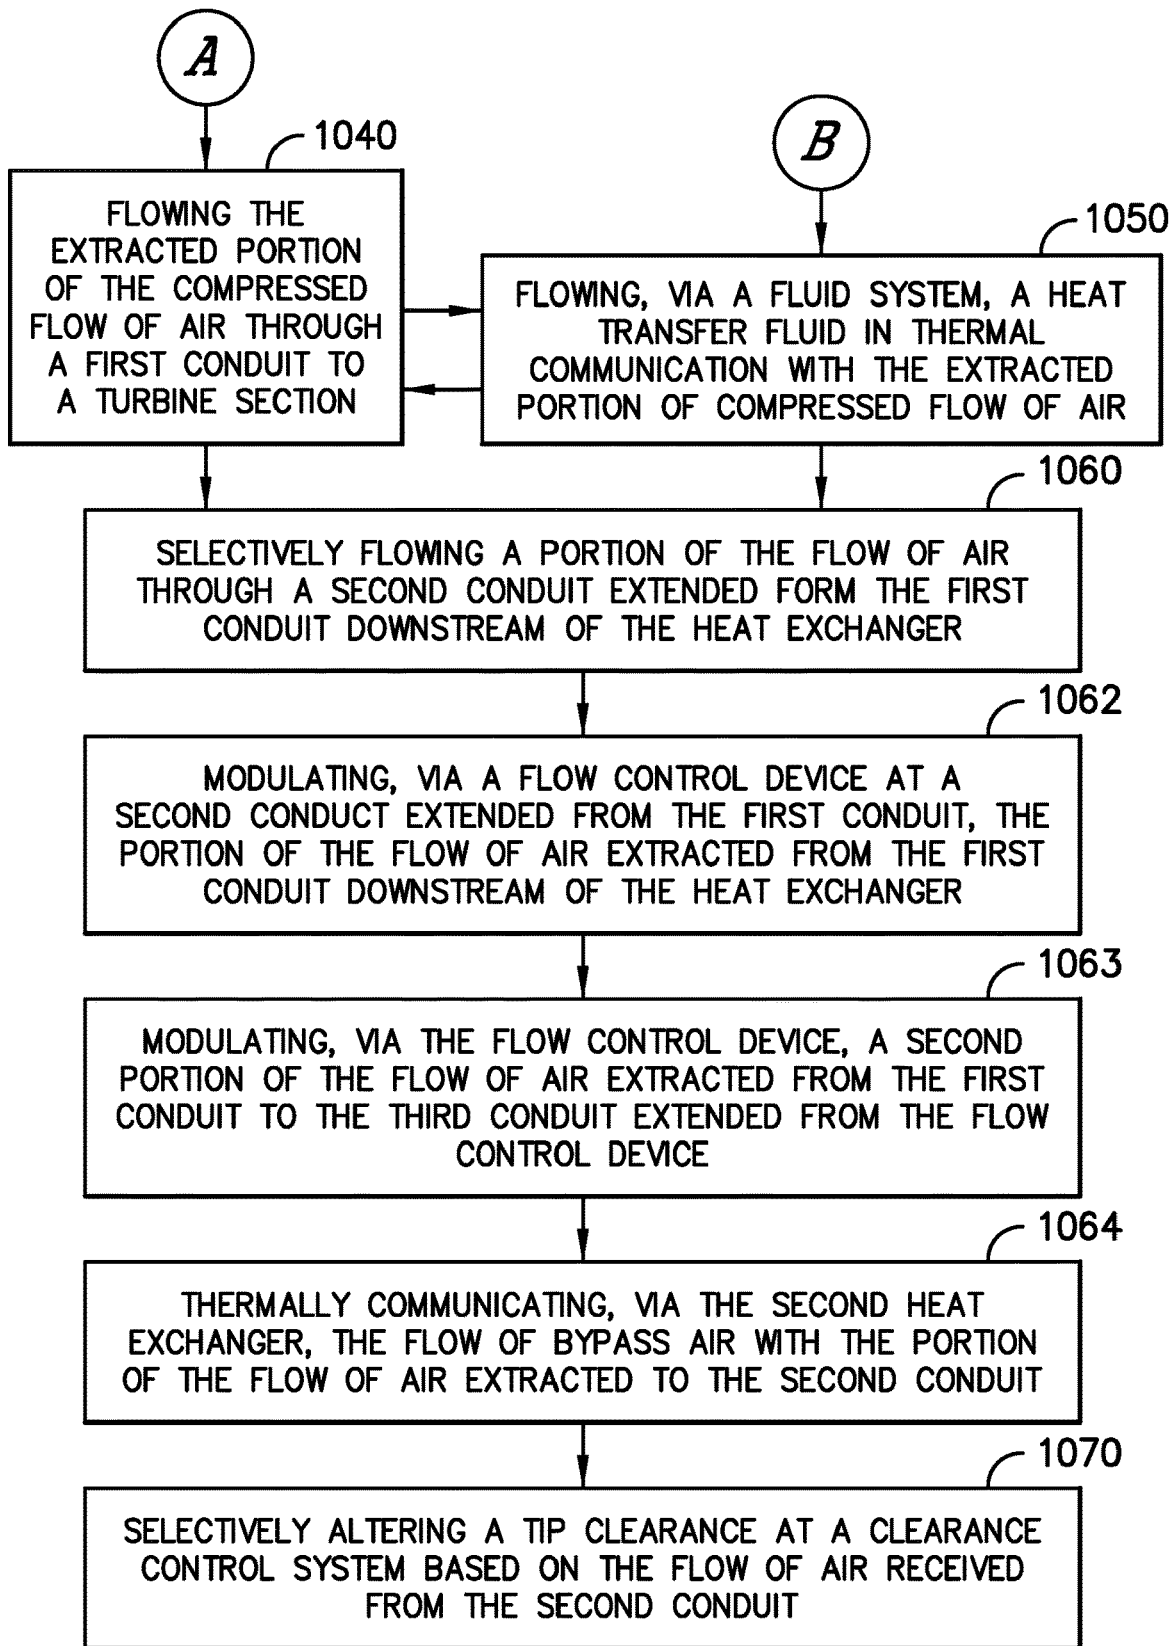 A
1040
FLOWING THE
EXTRACTED PORTION
OF THE COMPRESSED
FLOW OF AIR THROUGH
A FIRST CONDUIT TO
A TURBINE SECTION
B
1050
FLOWING, VIA A FLUID SYSTEM, A HEAT
TRANSFER FLUID IN THERMAL
COMMUNICATION WITH THE EXTRACTED
PORTION OF COMPRESSED FLOW OF AIR
1060
SELECTIVELY FLOWING A PORTION OF THE FLOW OF AIR
THROUGH A SECOND CONDUIT EXTENDED FORM THE FIRST
CONDUIT DOWNSTREAM OF THE HEAT EXCHANGER
1062
MODULATING, VIA A FLOW CONTROL DEVICE AT A
SECOND CONDUCT EXTENDED FROM THE FIRST CONDUIT, THE
PORTION OF THE FLOW OF AIR EXTRACTED FROM THE FIRST
CONDUIT DOWNSTREAM OF THE HEAT EXCHANGER
1063
MODULATING, VIA THE FLOW CONTROL DEVICE, A SECOND
PORTION OF THE FLOW OF AIR EXTRACTED FROM THE FIRST
CONDUIT TO THE THIRD CONDUIT EXTENDED FROM THE FLOW
CONTROL DEVICE
1064
THERMALLY COMMUNICATING, VIA THE SECOND HEAT
EXCHANGER, THE FLOW OF BYPASS AIR WITH THE PORTION
OF THE FLOW OF AIR EXTRACTED TO THE SECOND CONDUIT
1070
SELECTIVELY ALTERING A TIP CLEARANCE AT A CLEARANCE
CONTROL SYSTEM BASED ON THE FLOW OF AIR RECEIVED
FROM THE SECOND CONDUIT